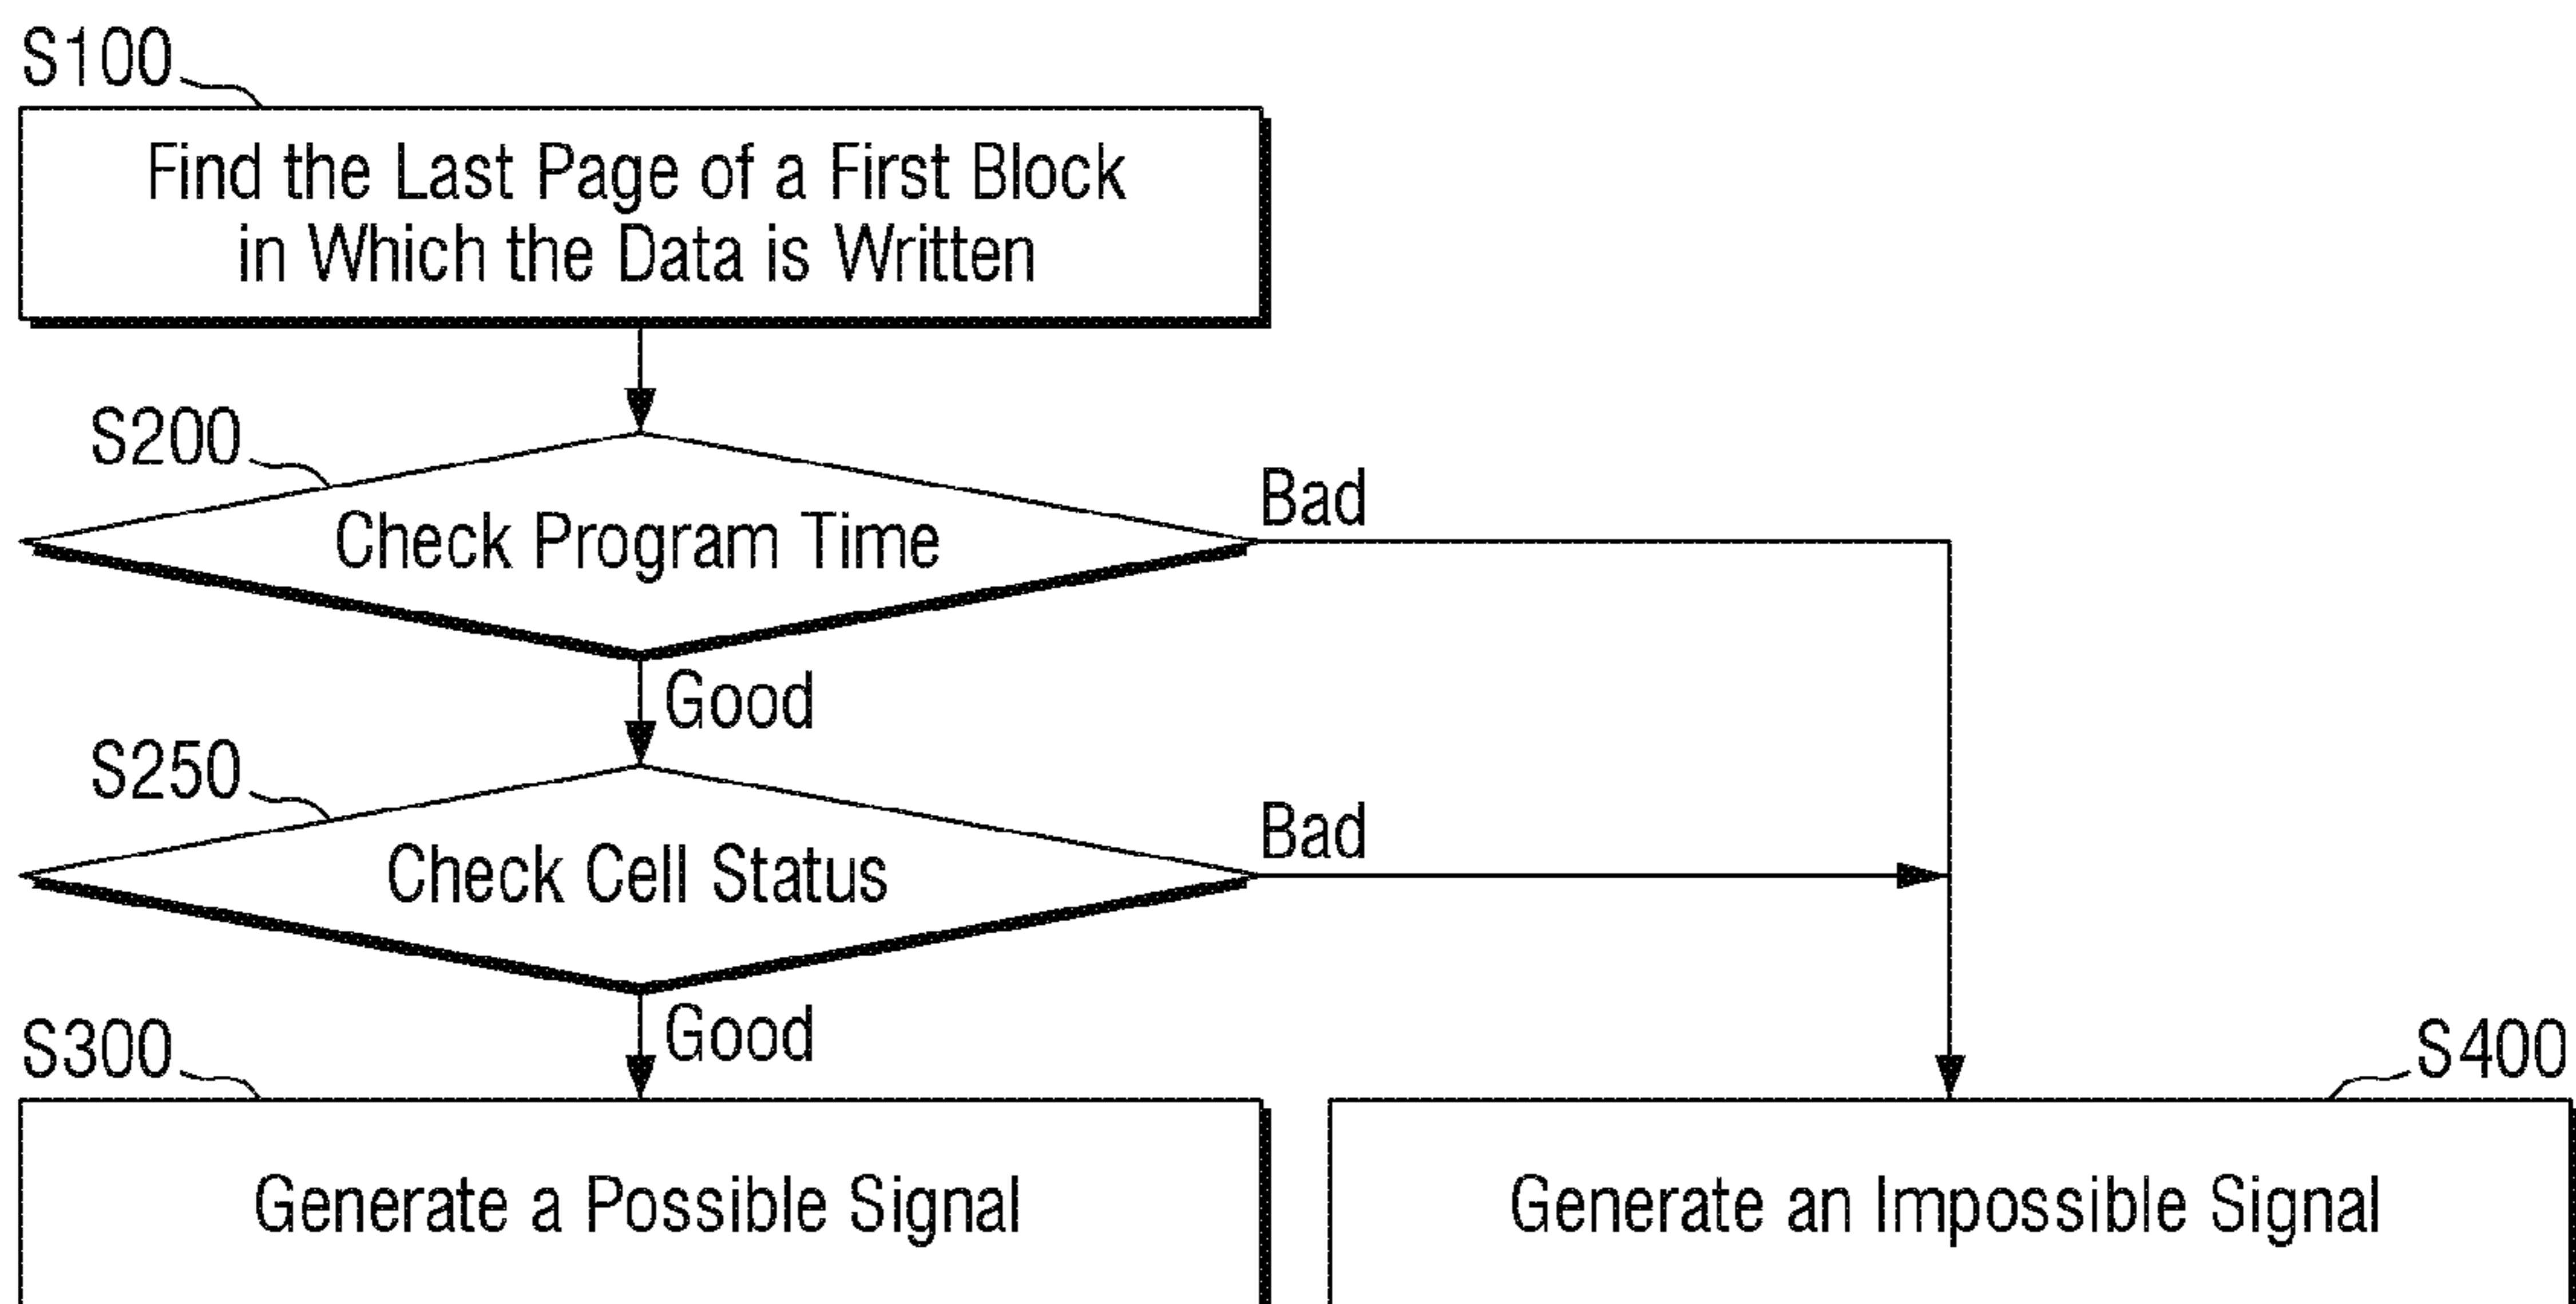 S100
Find the Last Page of a First Block
in Which the Data is Written
S200
Check Program Time
Bad
Good
S250
Check Cell Status
Bad
Good
S300
Generate a Possible Signal
S400
Generate an Impossible Signal